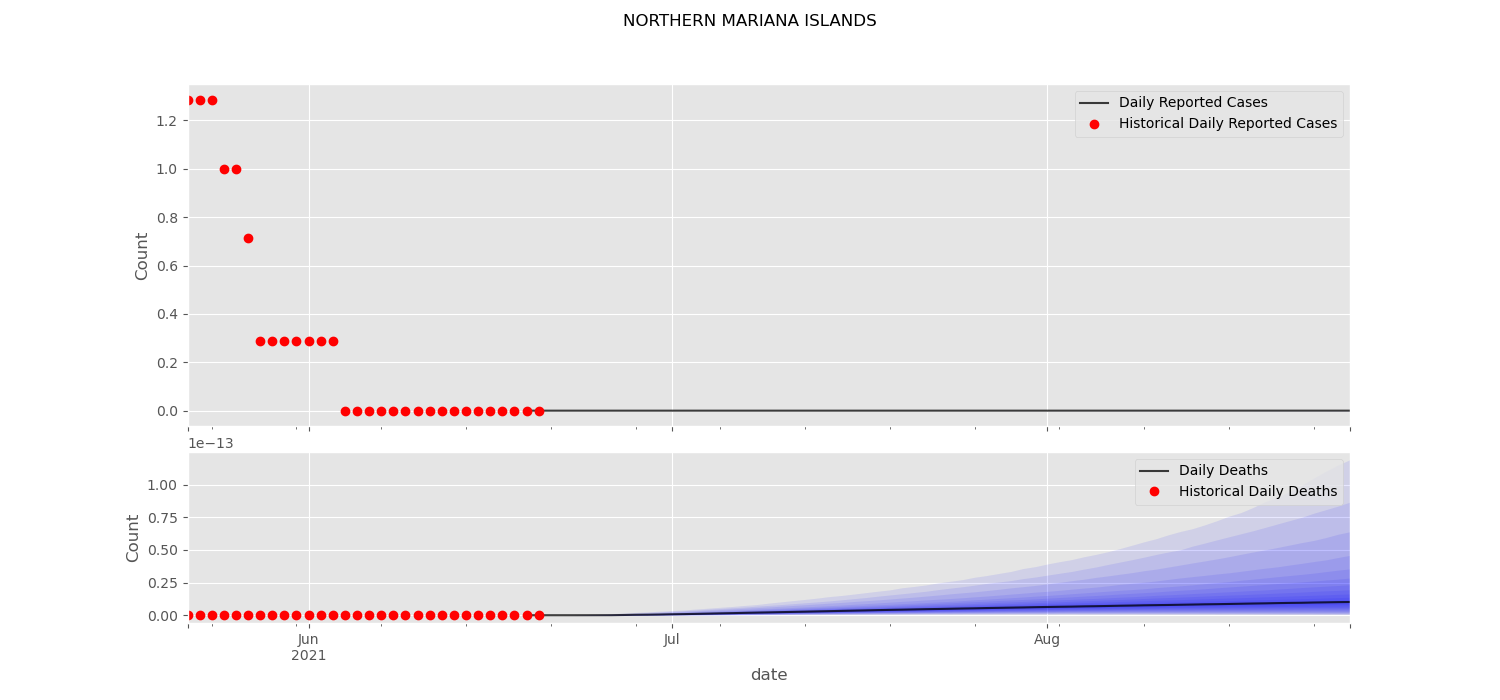 NORTHERN MARIANA ISLANDS
Daily Reported Cases
Historical Daily Reported Cases
1.2
1.0
0.8
0.6
0.4
0.2
0.0
Count
1e−13
Daily Deaths
Historical Daily Deaths
1.00
0.75
0.50
0.25
0.00
Count
Jun
2021
Jul
Aug
date